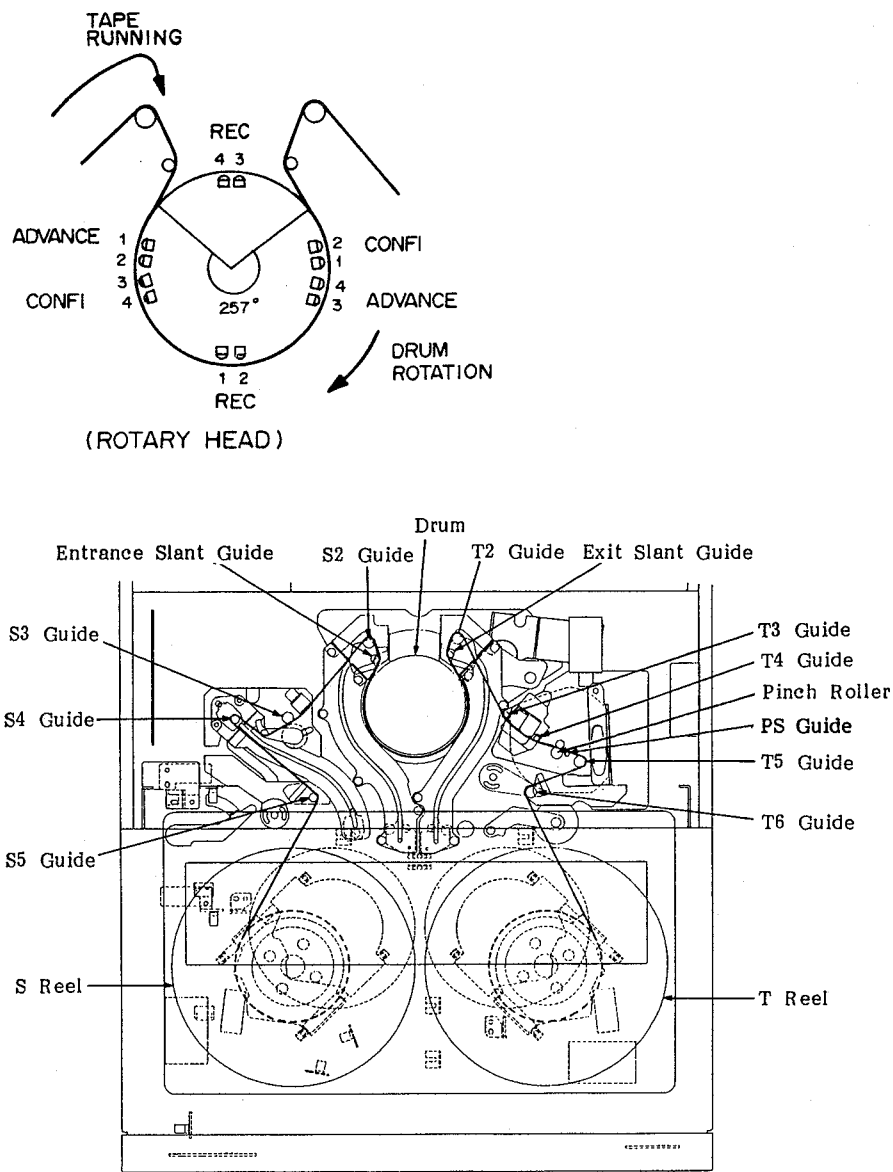 TAPE
RUNNING
REC
4 3
ADVANCE
1
2
3
4
CONFI
2
1
4
3
CONFI
ADVANCE
257°
DRUM
ROTATION
1 2
REC
(ROTARY HEAD)
Drum
Entrance Slant Guide
S2 Guide
T2 Guide
Exit Slant Guide
S3 Guide
S4 Guide
S5 Guide
T3 Guide
T4 Guide
Pinch Roller
PS Guide
T5 Guide
T6 Guide
S Reel
T Reel